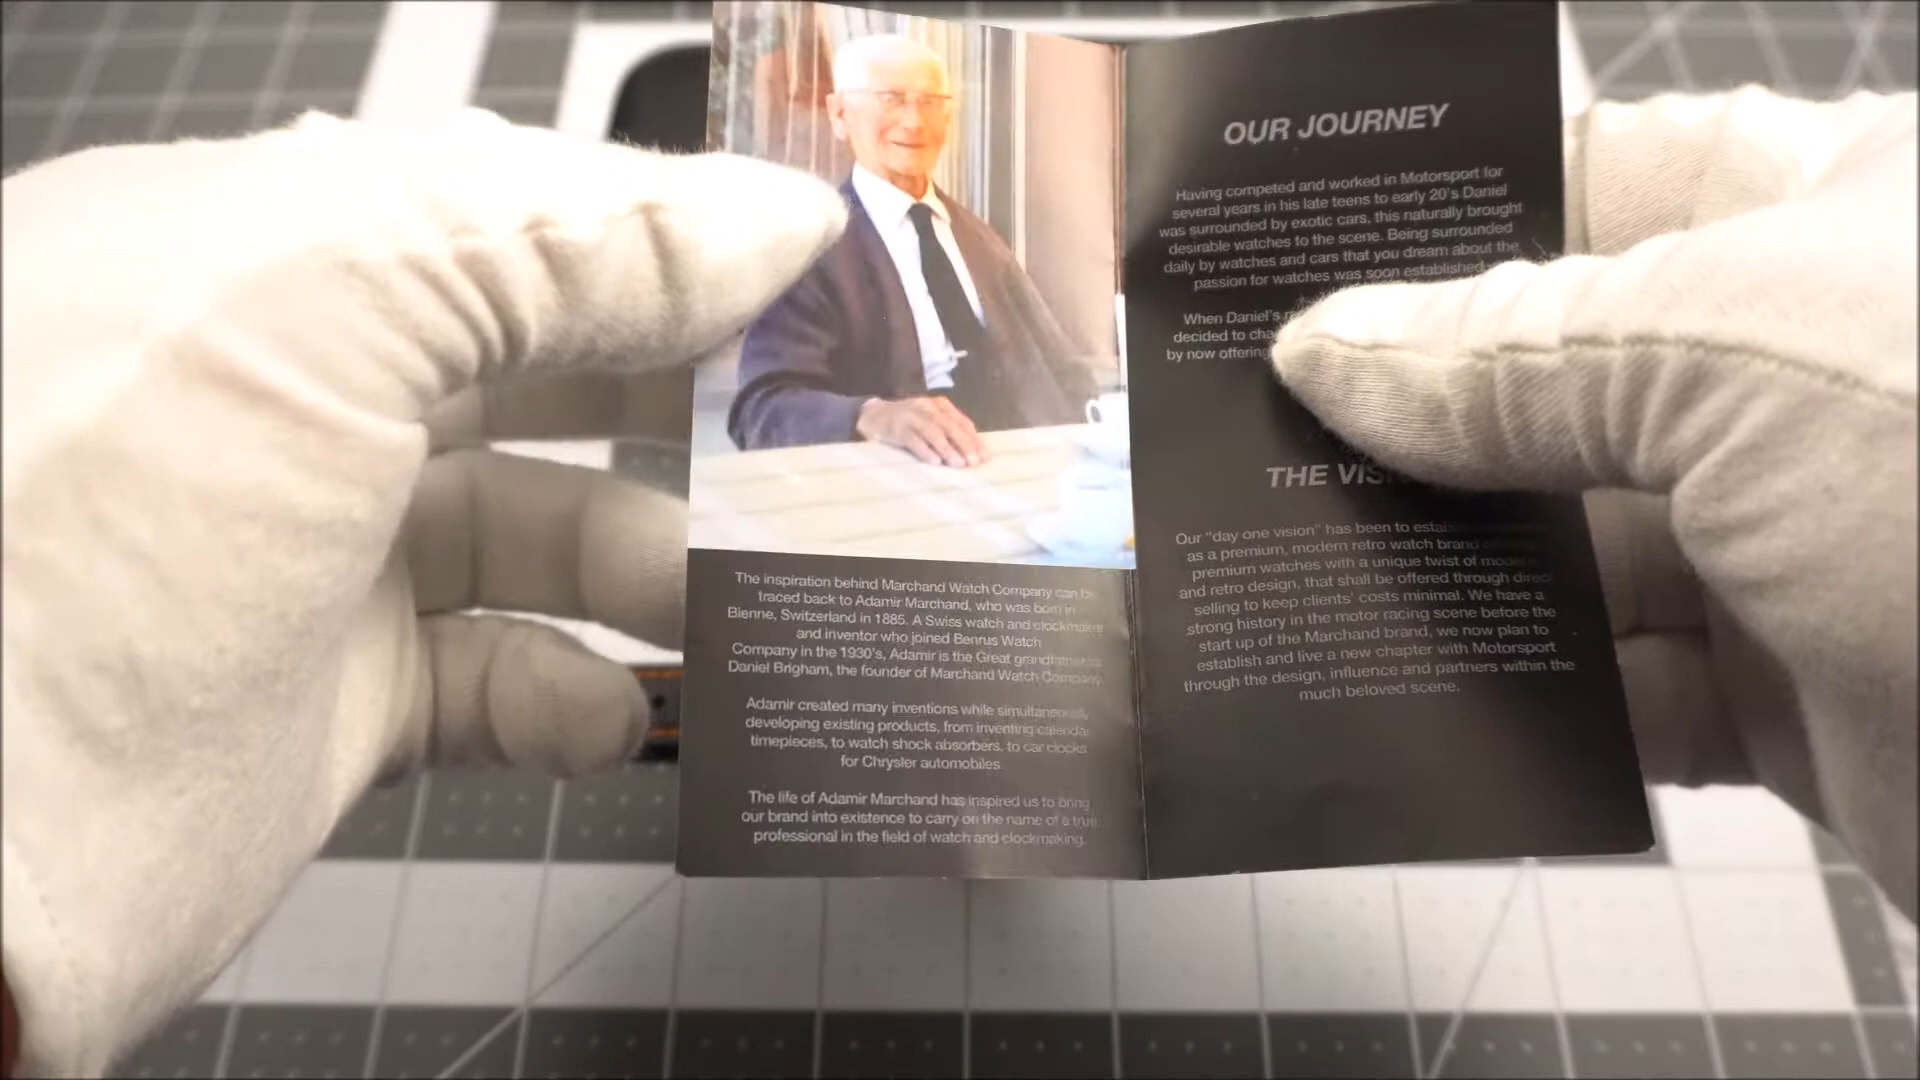 The inspiration behind Marchand Watch Company can be
traced back to Adamir Marchand, who was born in
Bienne, Switzerland in 1885. A Swiss watch and clockmaker
and inventor who joined Benrus Watch
Company in the 1930's, Adamir is the Great grandfather to
Daniel Brigham, the founder of Marchand Watch Company.
Adamir created many inventions while simultaneously
developing existing products, from inventing calendar
timepieces, to watch shock absorbers, to car clocks
for Chrysler automobiles.
The life of Adamir Marchand has inspired us to bring
our brand into existence to carry on the name of a true
professional in the field of watch and clockmaking.
OUR JOURNEY
Having competed and worked in Motorsport for
several years in his late teens to early 20's Daniel
was surrounded by exotic cars, this naturally brought
desirable watches to the scene. Being surrounded
daily by watches and cars that you dream about the
passion for watches was soon established
When Daniel's
decided to
by now offering
THE
Our "day one vision" has been to
as a premium, modern retro watch brand
premium watches with a unique twist of modern
and retro design, that shall be offered through direct
selling to keep clients' costs minimal. We have a
strong history in the motor racing scene before the
start up of the Marchand brand, we now plan to
establish and live a new chapter with Motorsport
through the design, influence and partners within the
much beloved scene.